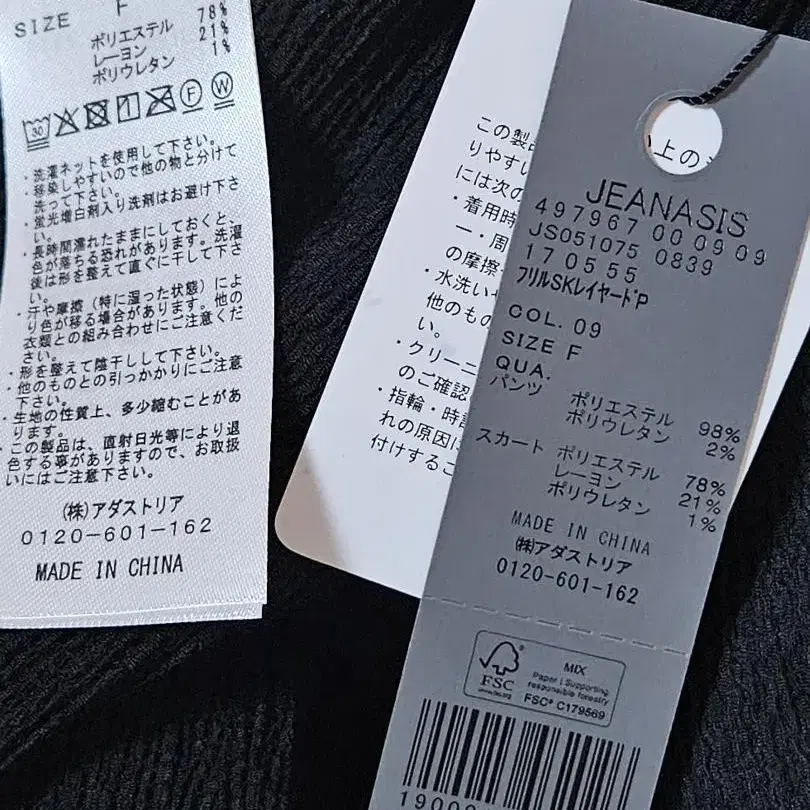 SIZE F
ポリエステル 78%
レーヨン 21%
ポリウレタン 1%
30
F
W
・洗濯ネットを使用して下さい。
・移染しやすいので他の物と分けて
洗って下さい。
・蛍光増白剤入り洗剤はお避け下さ
い。
・長時間濡れたままにしておくと、
色が落ちる恐れがあります。洗濯
後は形を整えて直ぐに干して下さ
い。
・汗や摩擦（特に湿った状態）によ
り色が移る場合があります。他の
衣類との組み合わせにご注意くだ
さい。
・形を整えて陰干しして下さい。
・他のものとの引っかかりにご注意
下さい。
・生地の性質上、多少縮むことがあ
ります。
・この製品は、直射日光等により退
色する事がありますので、お取扱
いにはご注意下さい。
(株)アダストリア
0120-601-162
MADE IN CHINA
この製品
りやすい
には次の
・着用時
ー・周
の摩擦
・水洗いや
他のもの
い。
・クリーニ
のご確認
・指輪・時計
れの原因に
付けするこ
上の
JEANASIS
497967 00 09 09
JS051075 0839
170555
フリルSKレイヤードP
COL. 09
SIZE F
QUA.
パンツ ポリエステル 98%
ポリウレタン 2%
スカート ポリエステル 78%
レーヨン 21%
ポリウレタン 1%
MADE IN CHINA
(株)アダストリア
0120-601-162
FSC
www.fsc.org
MIX
Paper | Supporting
responsible forestry
FSC® C179569